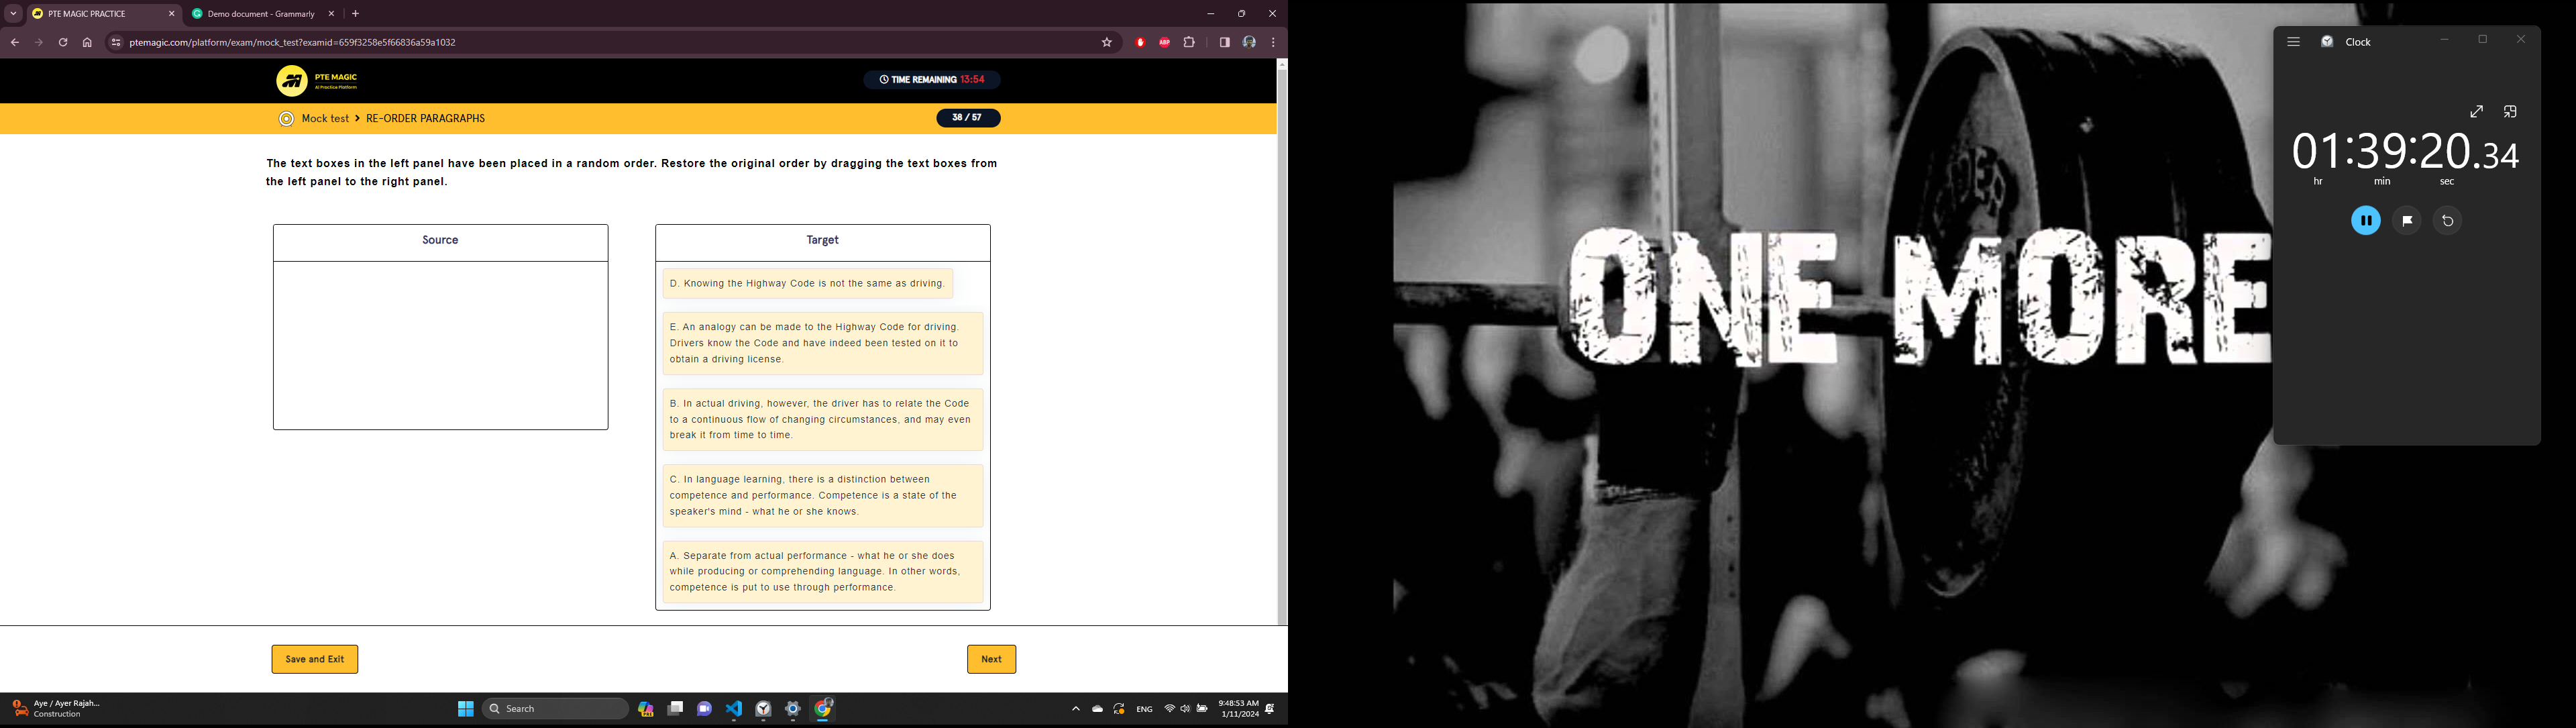 PTE MAGIC PRACTICE
Demo document - Grammarly
ptemagic.com/platform/exam/mock_test?examid=659f3258e5f66836a59a1032
ABP
PTE MAGIC
AI Practice Platform
TIME REMAINING 13:54
Mock test > RE-ORDER PARAGRAPHS
38 / 57
The text boxes in the left panel have been placed in a random order. Restore the original order by dragging the text boxes from
the left panel to the right panel.
Source
Target
D. Knowing the Highway Code is not the same as driving.
E. An analogy can be made to the Highway Code for driving.
Drivers know the Code and have indeed been tested on it to
obtain a driving license.
B. In actual driving, however, the driver has to relate the Code
to a continuous flow of changing circumstances, and may even
break it from time to time.
C. In language learning, there is a distinction between
competence and performance. Competence is a state of the
speaker's mind - what he or she knows.
A. Separate from actual performance - what he or she does
while producing or comprehending language. In other words,
competence is put to use through performance.
Save and Exit
Next
Aye / Ayer Rajah...
Construction
Search
ENG
9:48:53 AM
1/11/2024
ONE MORE
Clock
01:39:20.34
hr min sec